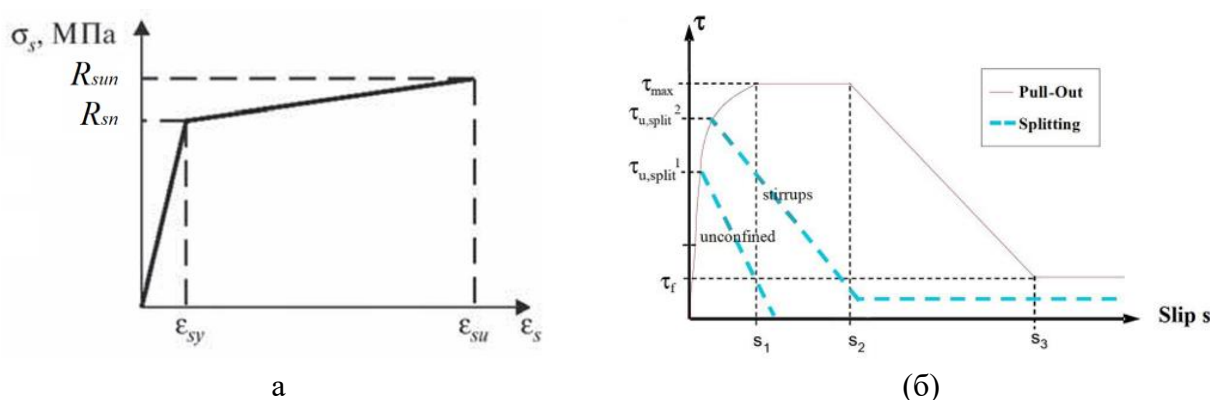 σs, МПа
Rsun
Rsn
εsy
εsu
εs
а
τ
τmax
τu,split2
τu,split1
τf
stirrups
unconfined
Pull-Out
Splitting
s1
s2
s3
Slip s
(б)